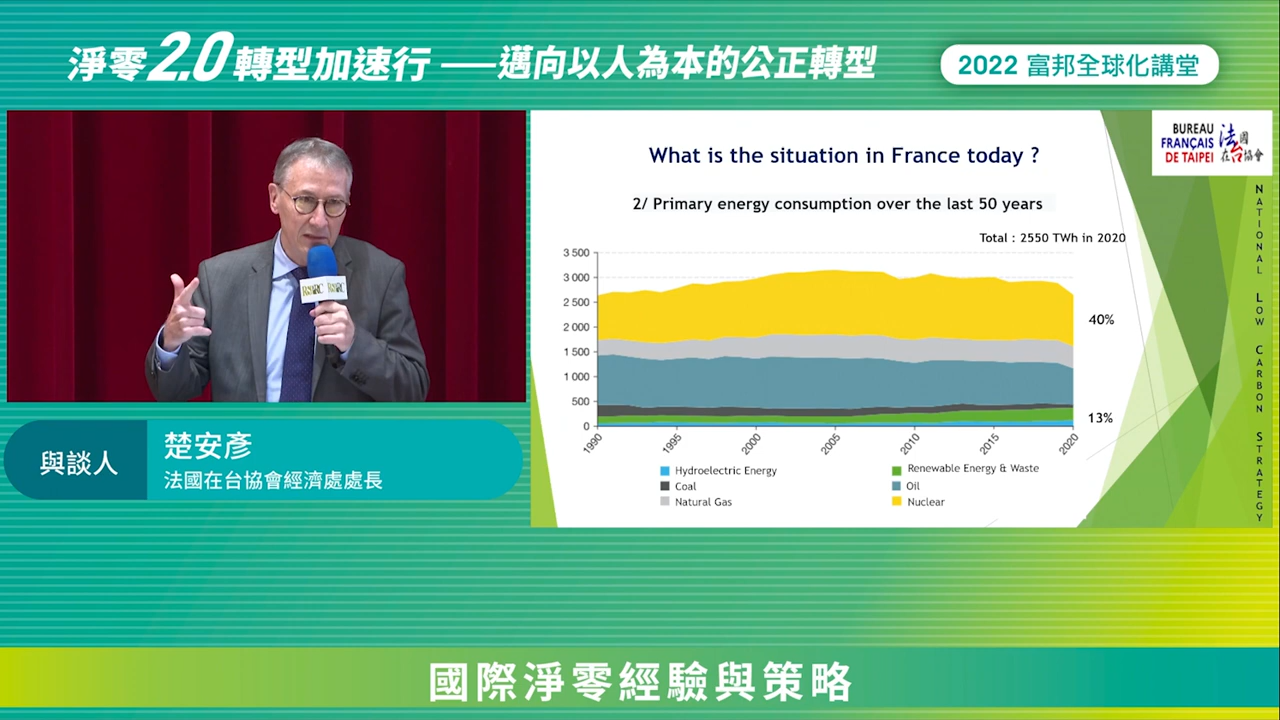 淨零2.0轉型加速行——邁向以人為本的公正轉型
2022 富邦全球化講堂
BUREAU
FRANÇAIS
DE TAIPEI
法國
在台協會
What is the situation in France today ?
2/ Primary energy consumption over the last 50 years
Total : 2550 TWh in 2020
3 500
3 000
2 500
2 000
1 500
1 000
500
0
1990
1995
2000
2005
2010
2015
2020
40%
13%
Hydroelectric Energy
Coal
Natural Gas
Renewable Energy & Waste
Oil
Nuclear
NATIONAL LOW CARBON STRATEGY
與談人
楚安彥
法國在台協會經濟處處長
國際淨零經驗與策略